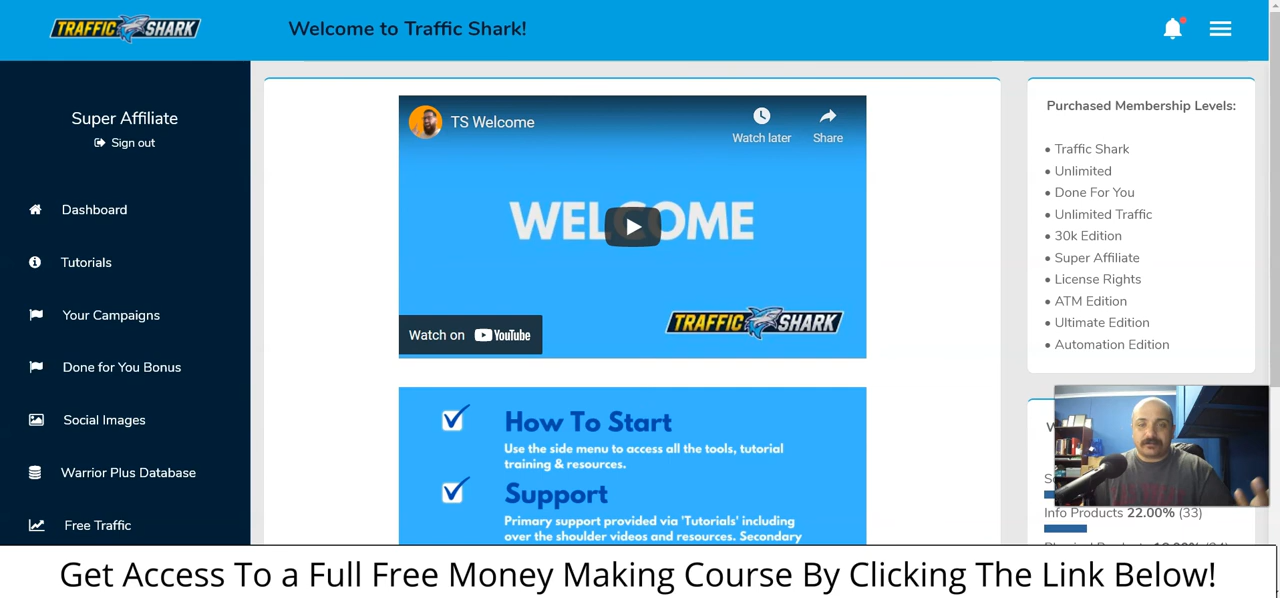 TRAFFIC SHARK
Welcome to Traffic Shark!
Super Affiliate
Sign out
Dashboard
Tutorials
Your Campaigns
Done for You Bonus
Social Images
Warrior Plus Database
Free Traffic
TS Welcome
Watch later
Share
WELCOME
Watch on YouTube
TRAFFIC SHARK
How To Start
Use the side menu to access all the tools, tutorial
training & resources.
Support
Primary support provided via 'Tutorials' including
over the shoulder videos and resources. Secondary
Purchased Membership Levels:
• Traffic Shark
• Unlimited
• Done For You
• Unlimited Traffic
• 30k Edition
• Super Affiliate
• License Rights
• ATM Edition
• Ultimate Edition
• Automation Edition
Info Products 22.00% (33)
Get Access To a Full Free Money Making Course By Clicking The Link Below!